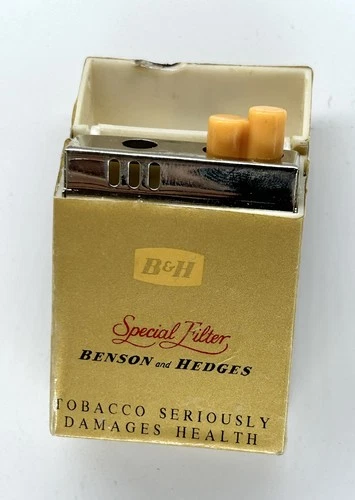 B&H
Special Filter
BENSON and HEDGES
TOBACCO SERIOUSLY
DAMAGES HEALTH